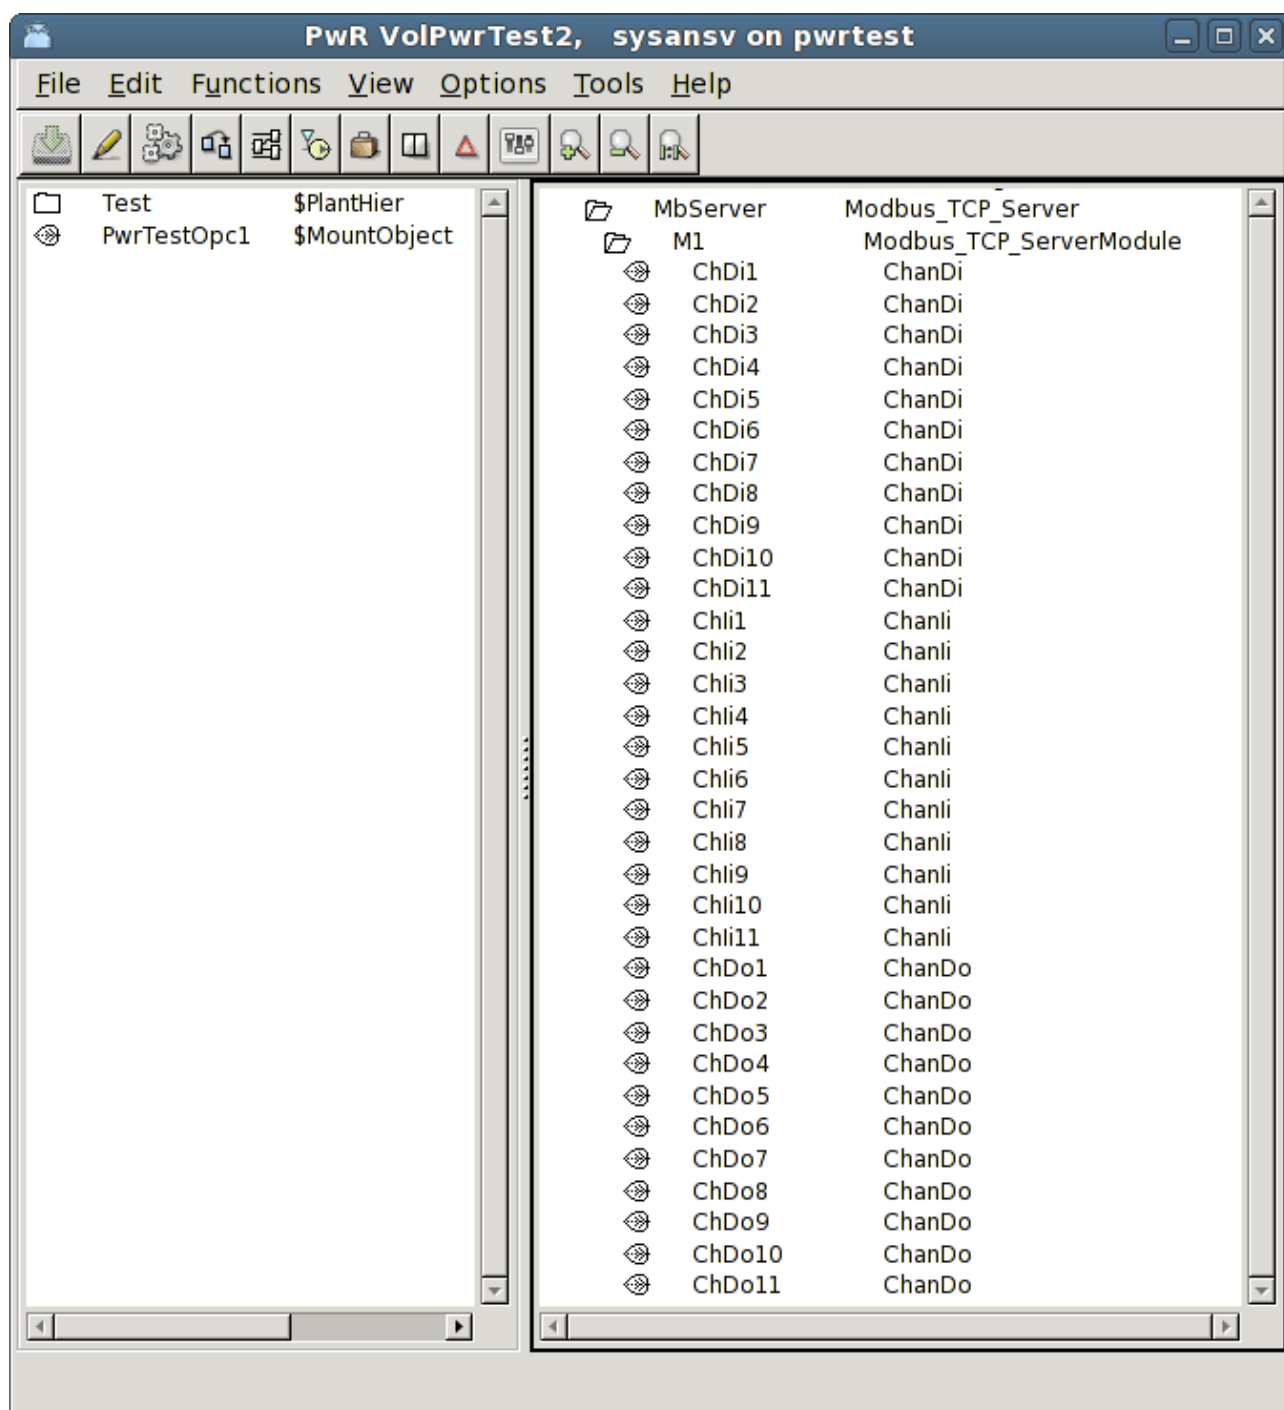 PwR VolPwrTest2, sysansv on pwrtest
File Edit Functions View Options Tools Help
Test $PlantHier
PwrTestOpc1 $MountObject
MbServer Modbus_TCP_Server
M1 Modbus_TCP_ServerModule
ChDi1 ChanDi
ChDi2 ChanDi
ChDi3 ChanDi
ChDi4 ChanDi
ChDi5 ChanDi
ChDi6 ChanDi
ChDi7 ChanDi
ChDi8 ChanDi
ChDi9 ChanDi
ChDi10 ChanDi
ChDi11 ChanDi
ChIi1 ChanIi
ChIi2 ChanIi
ChIi3 ChanIi
ChIi4 ChanIi
ChIi5 ChanIi
ChIi6 ChanIi
ChIi7 ChanIi
ChIi8 ChanIi
ChIi9 ChanIi
ChIi10 ChanIi
ChIi11 ChanIi
ChDo1 ChanDo
ChDo2 ChanDo
ChDo3 ChanDo
ChDo4 ChanDo
ChDo5 ChanDo
ChDo6 ChanDo
ChDo7 ChanDo
ChDo8 ChanDo
ChDo9 ChanDo
ChDo10 ChanDo
ChDo11 ChanDo